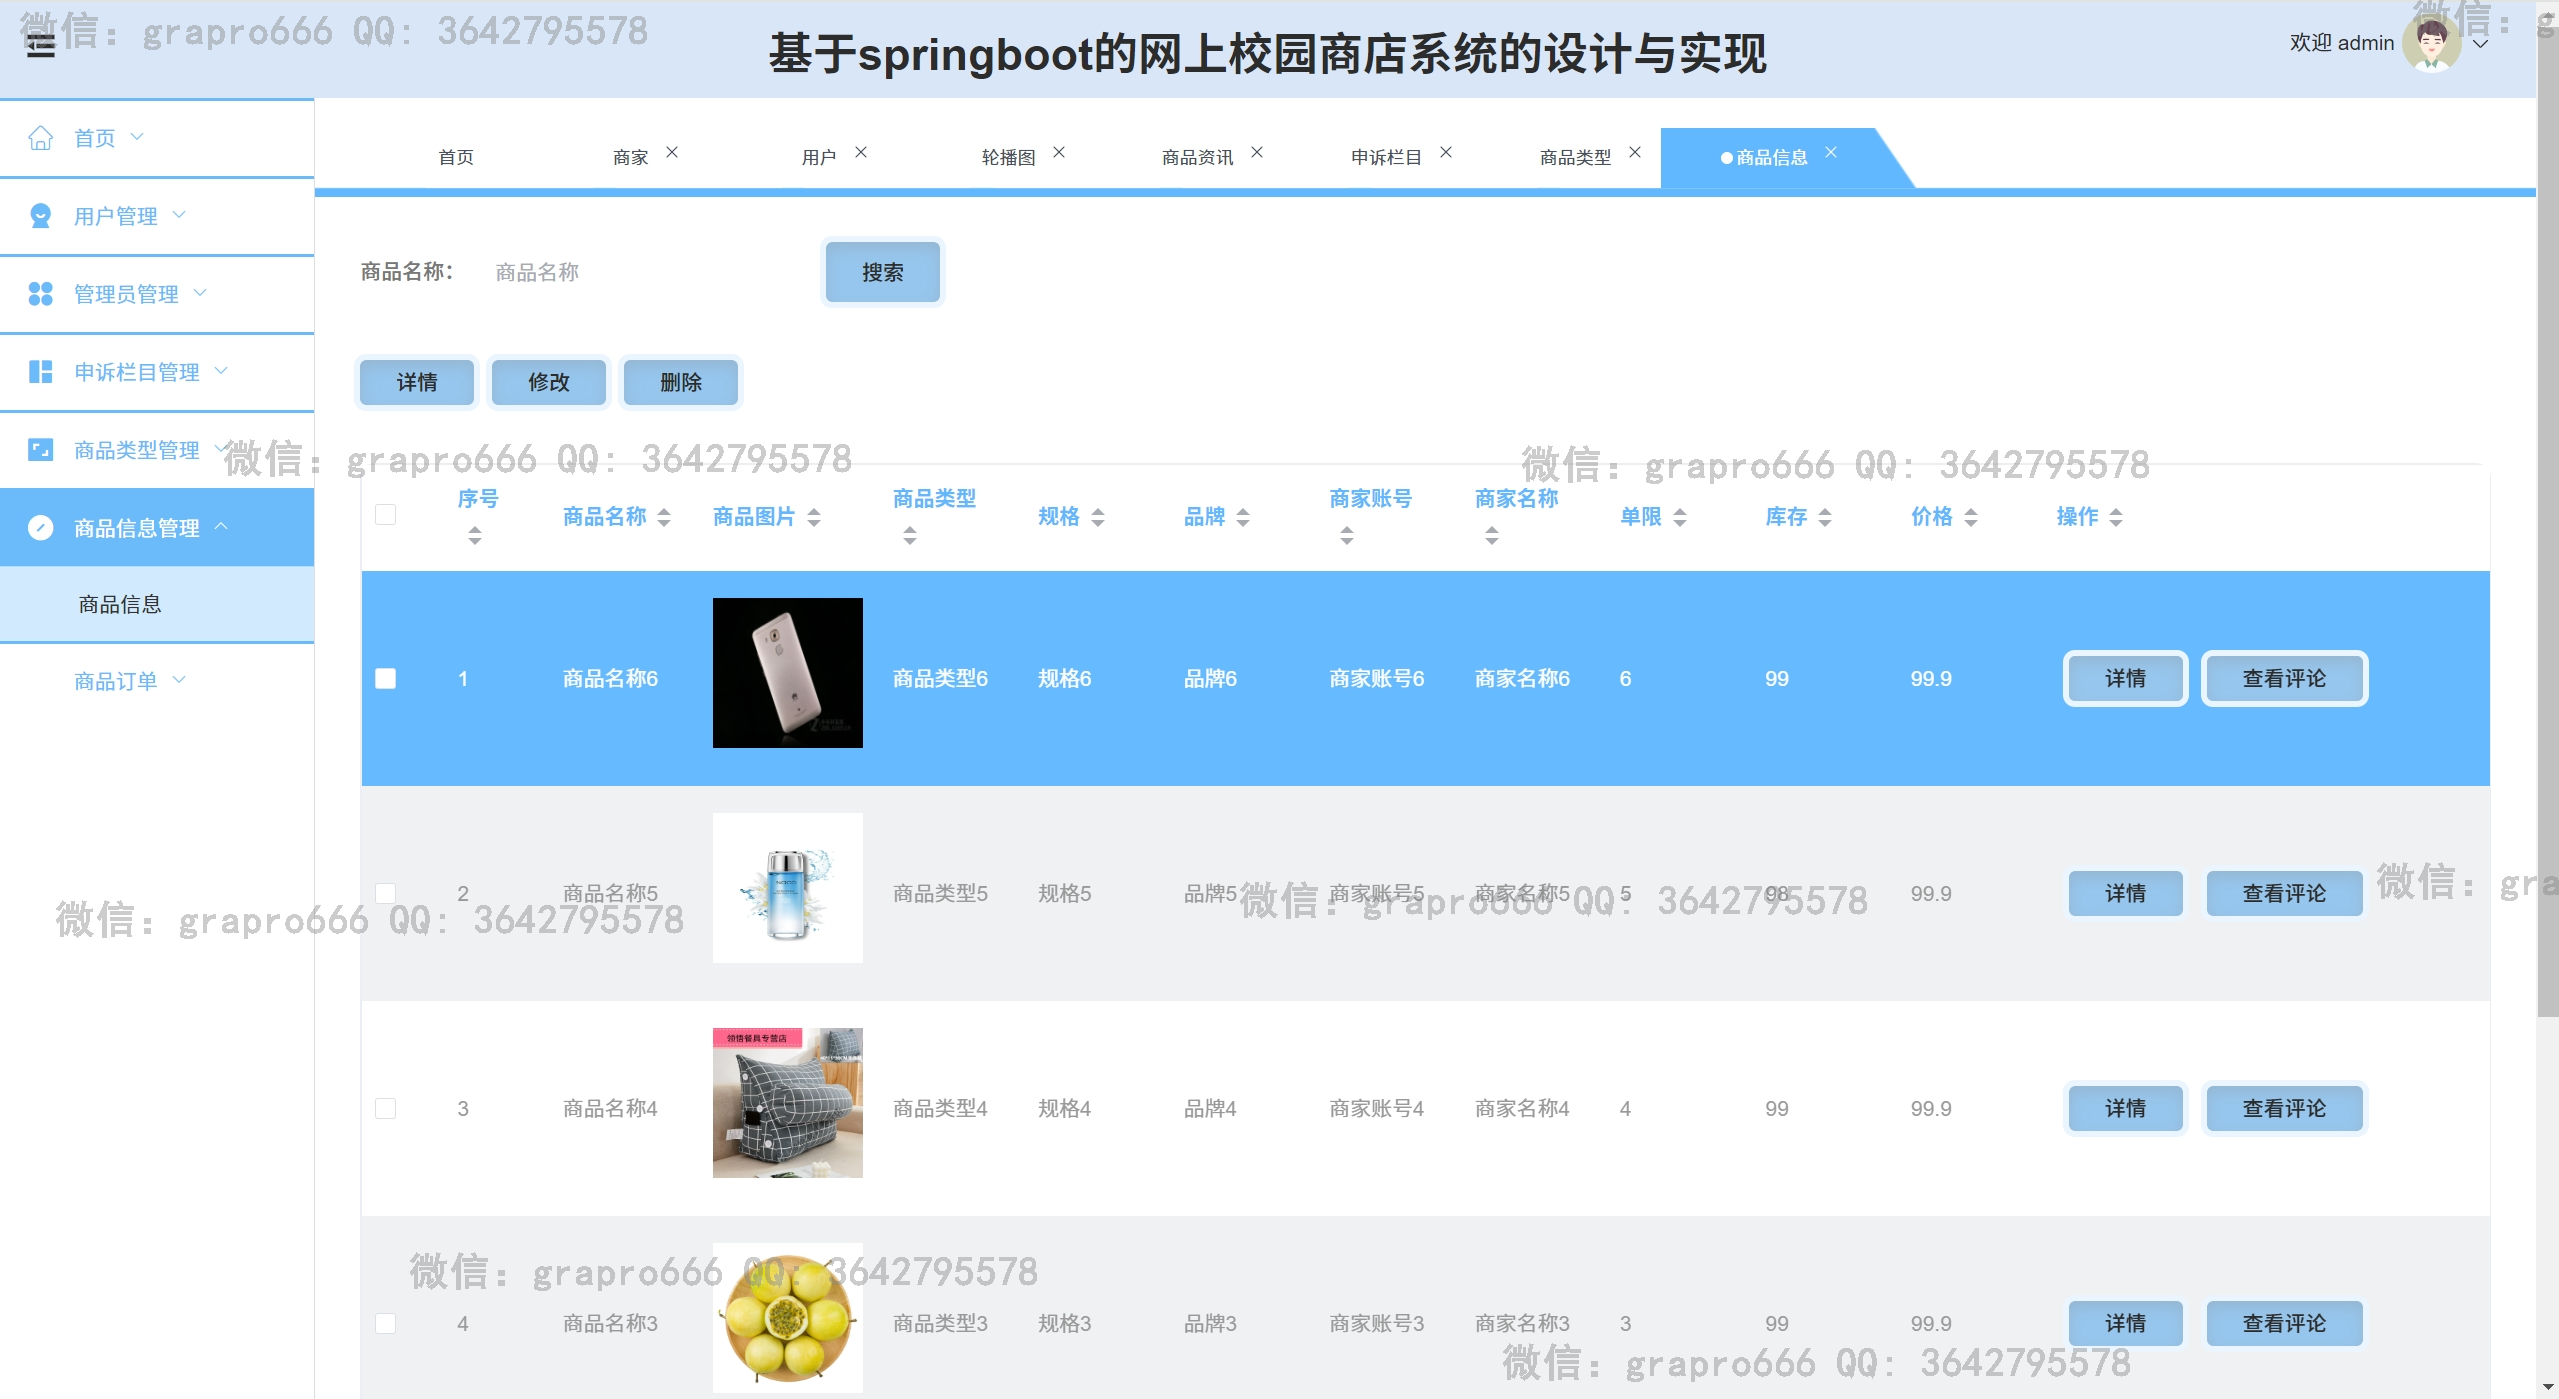 微信：grapro666 QQ: 3642795578
基于springboot的网上校园商店系统的设计与实现
欢迎 admin
微信：g
首页
用户管理
管理员管理
申诉栏目管理
商品类型管理
商品信息管理
商品信息
商品订单
首页 商家 用户 轮播图 商品资讯 申诉栏目 商品类型 商品信息
商品名称： 商品名称 搜索
详情 修改 删除
微信：grapro666 QQ: 3642795578
微信：grapro666 QQ: 3642795578
序号 商品名称 商品图片 商品类型 规格 品牌 商家账号 商家名称 单限 库存 价格 操作
1 商品名称6 商品类型6 规格6 品牌6 商家账号6 商家名称6 6 99 99.9 详情 查看评论
2 商品名称5 商品类型5 规格5 品牌5 商家账号5 商家名称5 5 98 99.9 详情 查看评论
微信：grapro666 QQ: 3642795578
微信：grapro666 QQ: 3642795578
微信：gra
领悟餐具专营店
3 商品名称4 商品类型4 规格4 品牌4 商家账号4 商家名称4 4 99 99.9 详情 查看评论
微信：grapro666 QQ: 3642795578
4 商品名称3 商品类型3 规格3 品牌3 商家账号3 商家名称3 3 99 99.9 详情 查看评论
微信：grapro666 QQ: 3642795578